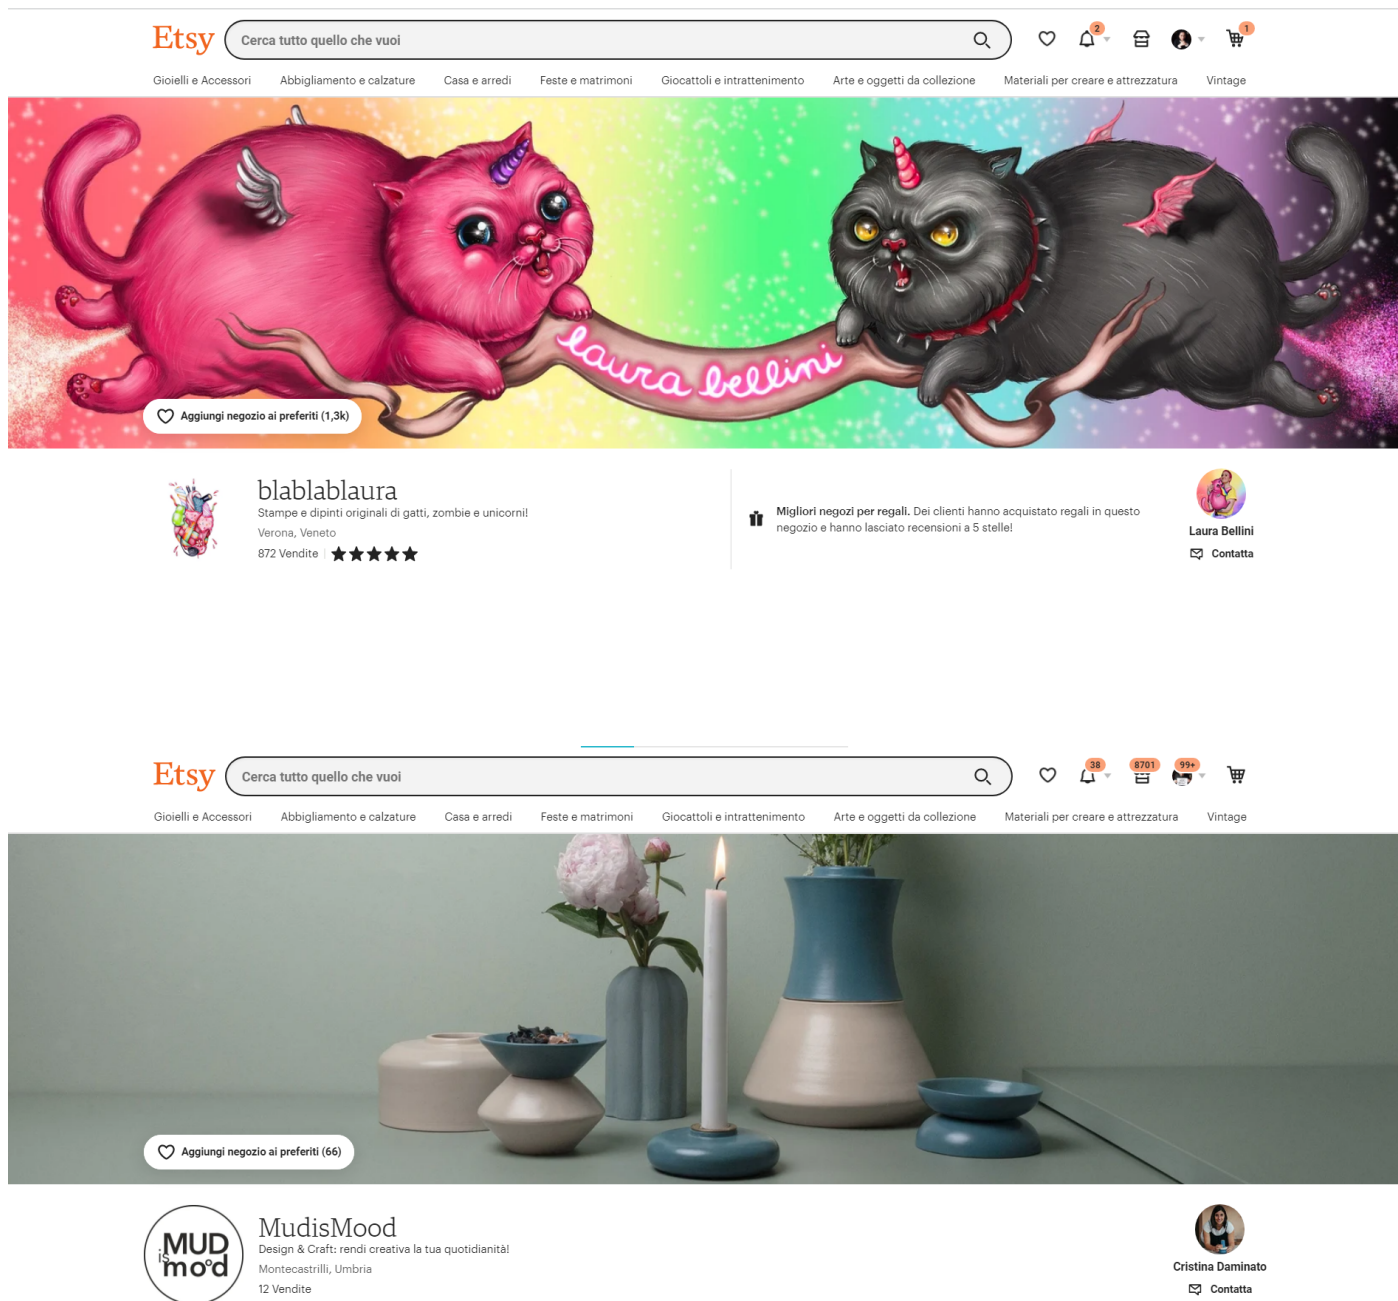 Etsy
Cerca tutto quello che vuoi
2
1
Gioielli e Accessori Abbigliamento e calzature Casa e arredi Feste e matrimoni Giocattoli e intrattenimento Arte e oggetti da collezione Materiali per creare e attrezzatura Vintage
laura bellini
Aggiungi negozio ai preferiti (1,3k)
blablablaura
Stampe e dipinti originali di gatti, zombie e unicorni!
Verona, Veneto
872 Vendite
Migliori negozi per regali. Dei clienti hanno acquistato regali in questo
negozio e hanno lasciato recensioni a 5 stelle!
Laura Bellini
Contatta
Etsy
Cerca tutto quello che vuoi
38
8701
99+
Gioielli e Accessori Abbigliamento e calzature Casa e arredi Feste e matrimoni Giocattoli e intrattenimento Arte e oggetti da collezione Materiali per creare e attrezzatura Vintage
Aggiungi negozio ai preferiti (66)
MUD
is
mood
MudisMood
Design & Craft: rendi creativa la tua quotidianità!
Montecastrilli, Umbria
12 Vendite
Cristina Daminato
Contatta